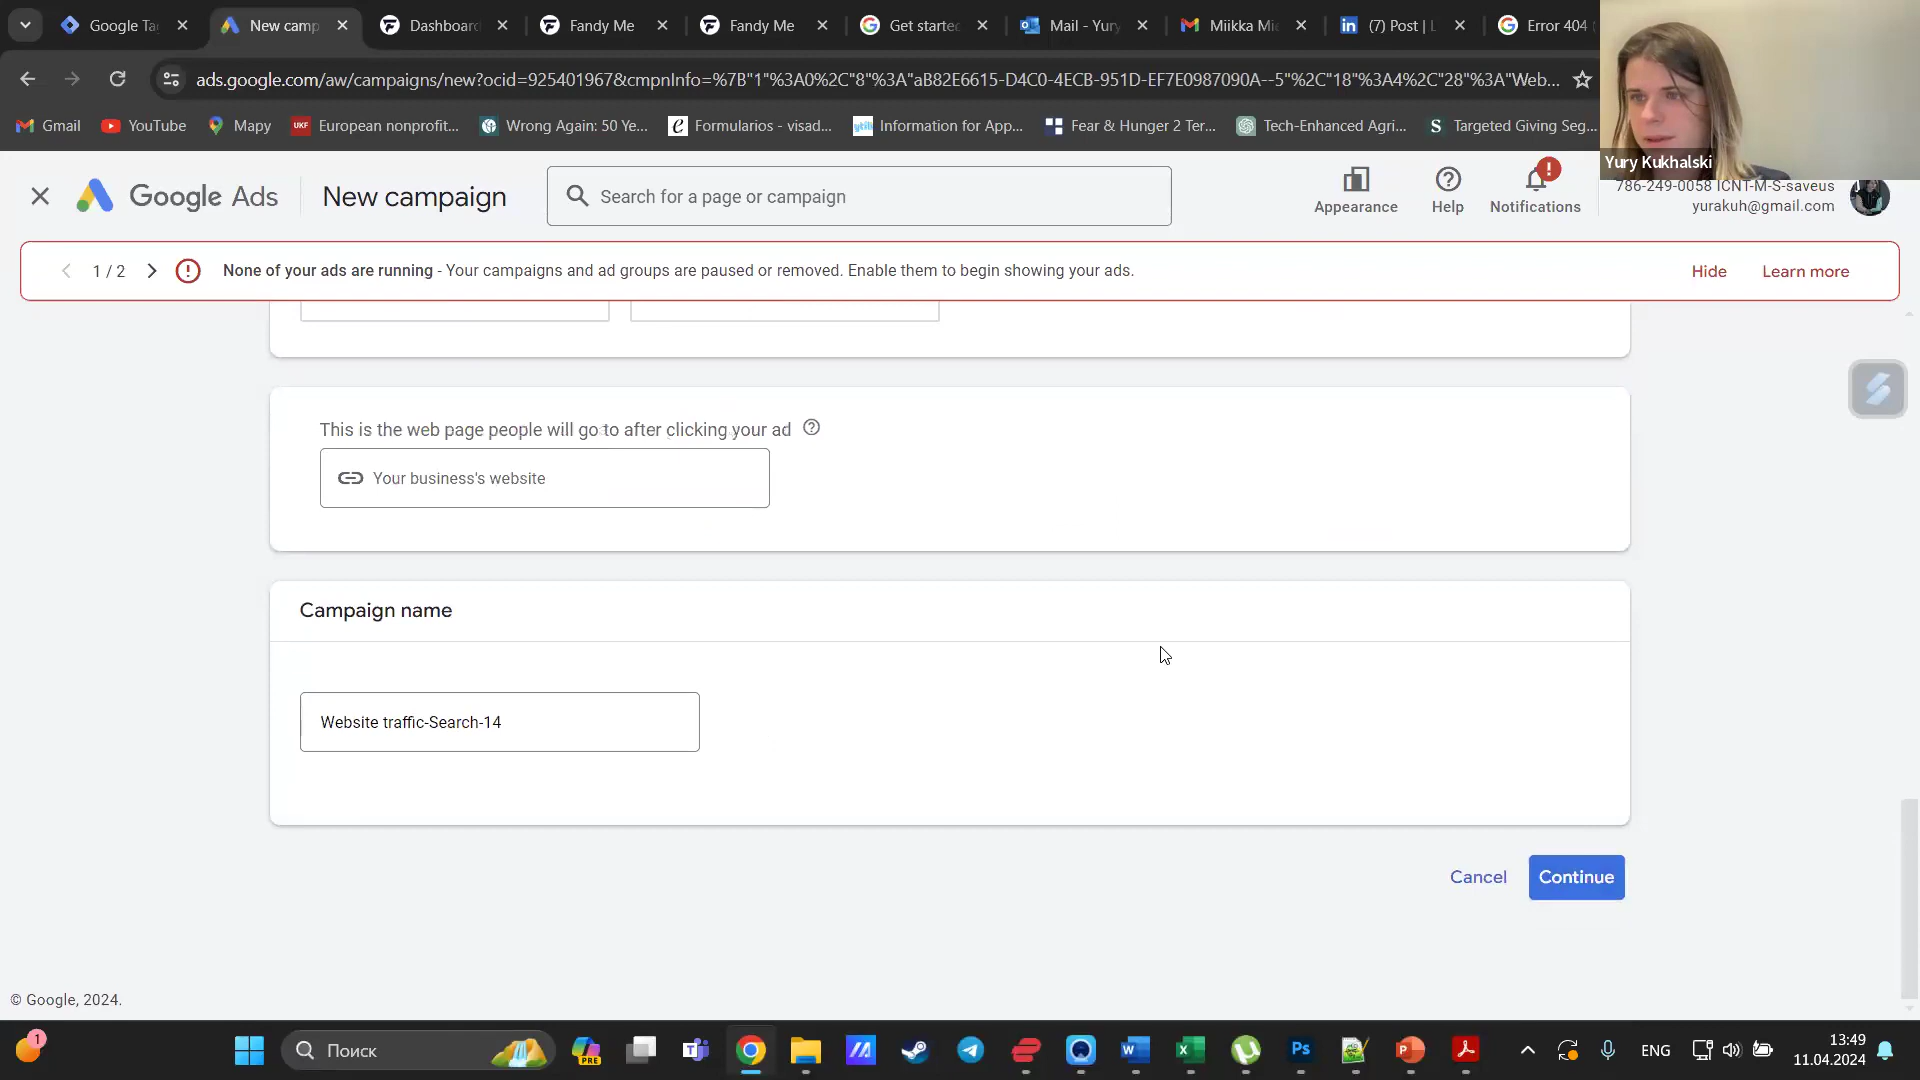 Google Ta
New camp
Dashboard
Fandy Me
Fandy Me
Get starte
Mail - Yury
Miikka Mie
(7) Post | L
Error 404
ads.google.com/aw/campaigns/new?ocid=925401967&cmpnInfo=%7B"1"%3A0%2C"8"%3A"aB82E6615-D4C0-4ECB-951D-EF7E0987090A--5"%2C"18"%3A4%2C"28"%3A"Web...
Gmail
YouTube
Mapy
UKF
European nonprofit...
Wrong Again: 50 Ye...
Formularios - visad...
Information for App...
Fear & Hunger 2 Ter...
Tech-Enhanced Agri...
Targeted Giving Seg...
Yury Kukhalski
Google Ads
New campaign
Search for a page or campaign
Appearance
Help
Notifications
786-249-0058 ICNT-M-S-saveus
yurakuh@gmail.com
1 / 2
None of your ads are running - Your campaigns and ad groups are paused or removed. Enable them to begin showing your ads.
Hide
Learn more
This is the web page people will go to after clicking your ad
Your business's website
Campaign name
Website traffic-Search-14
Cancel
Continue
© Google, 2024.
1
Поиск
PRE
ENG
13:49
11.04.2024